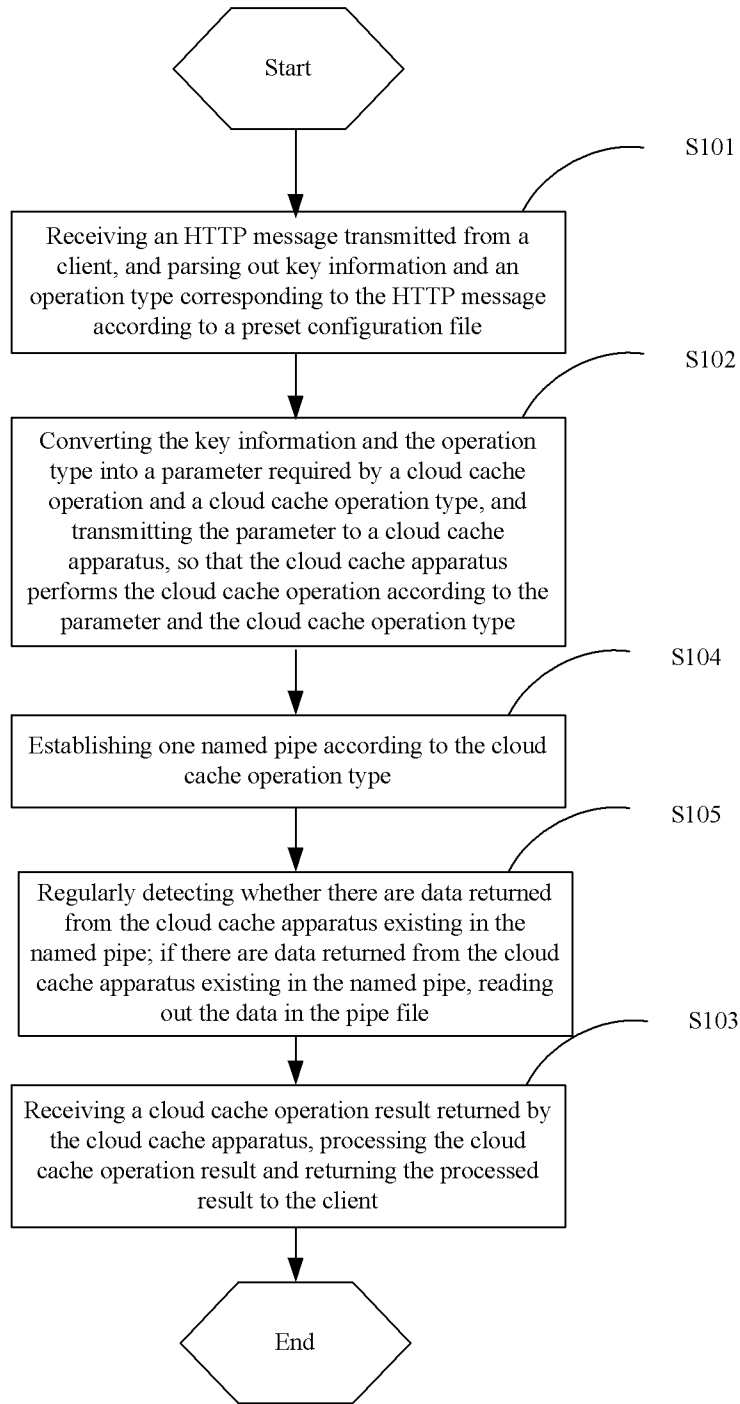 Start
S101
Receiving an HTTP message transmitted from a
client, and parsing out key information and an
operation type corresponding to the HTTP message
according to a preset configuration file
S102
Converting the key information and the operation
type into a parameter required by a cloud cache
operation and a cloud cache operation type, and
transmitting the parameter to a cloud cache
apparatus, so that the cloud cache apparatus
performs the cloud cache operation according to the
parameter and the cloud cache operation type
S104
Establishing one named pipe according to the cloud
cache operation type
S105
Regularly detecting whether there are data returned
from the cloud cache apparatus existing in the
named pipe; if there are data returned from the cloud
cache apparatus existing in the named pipe, reading
out the data in the pipe file
S103
Receiving a cloud cache operation result returned by
the cloud cache apparatus, processing the cloud
cache operation result and returning the processed
result to the client
End